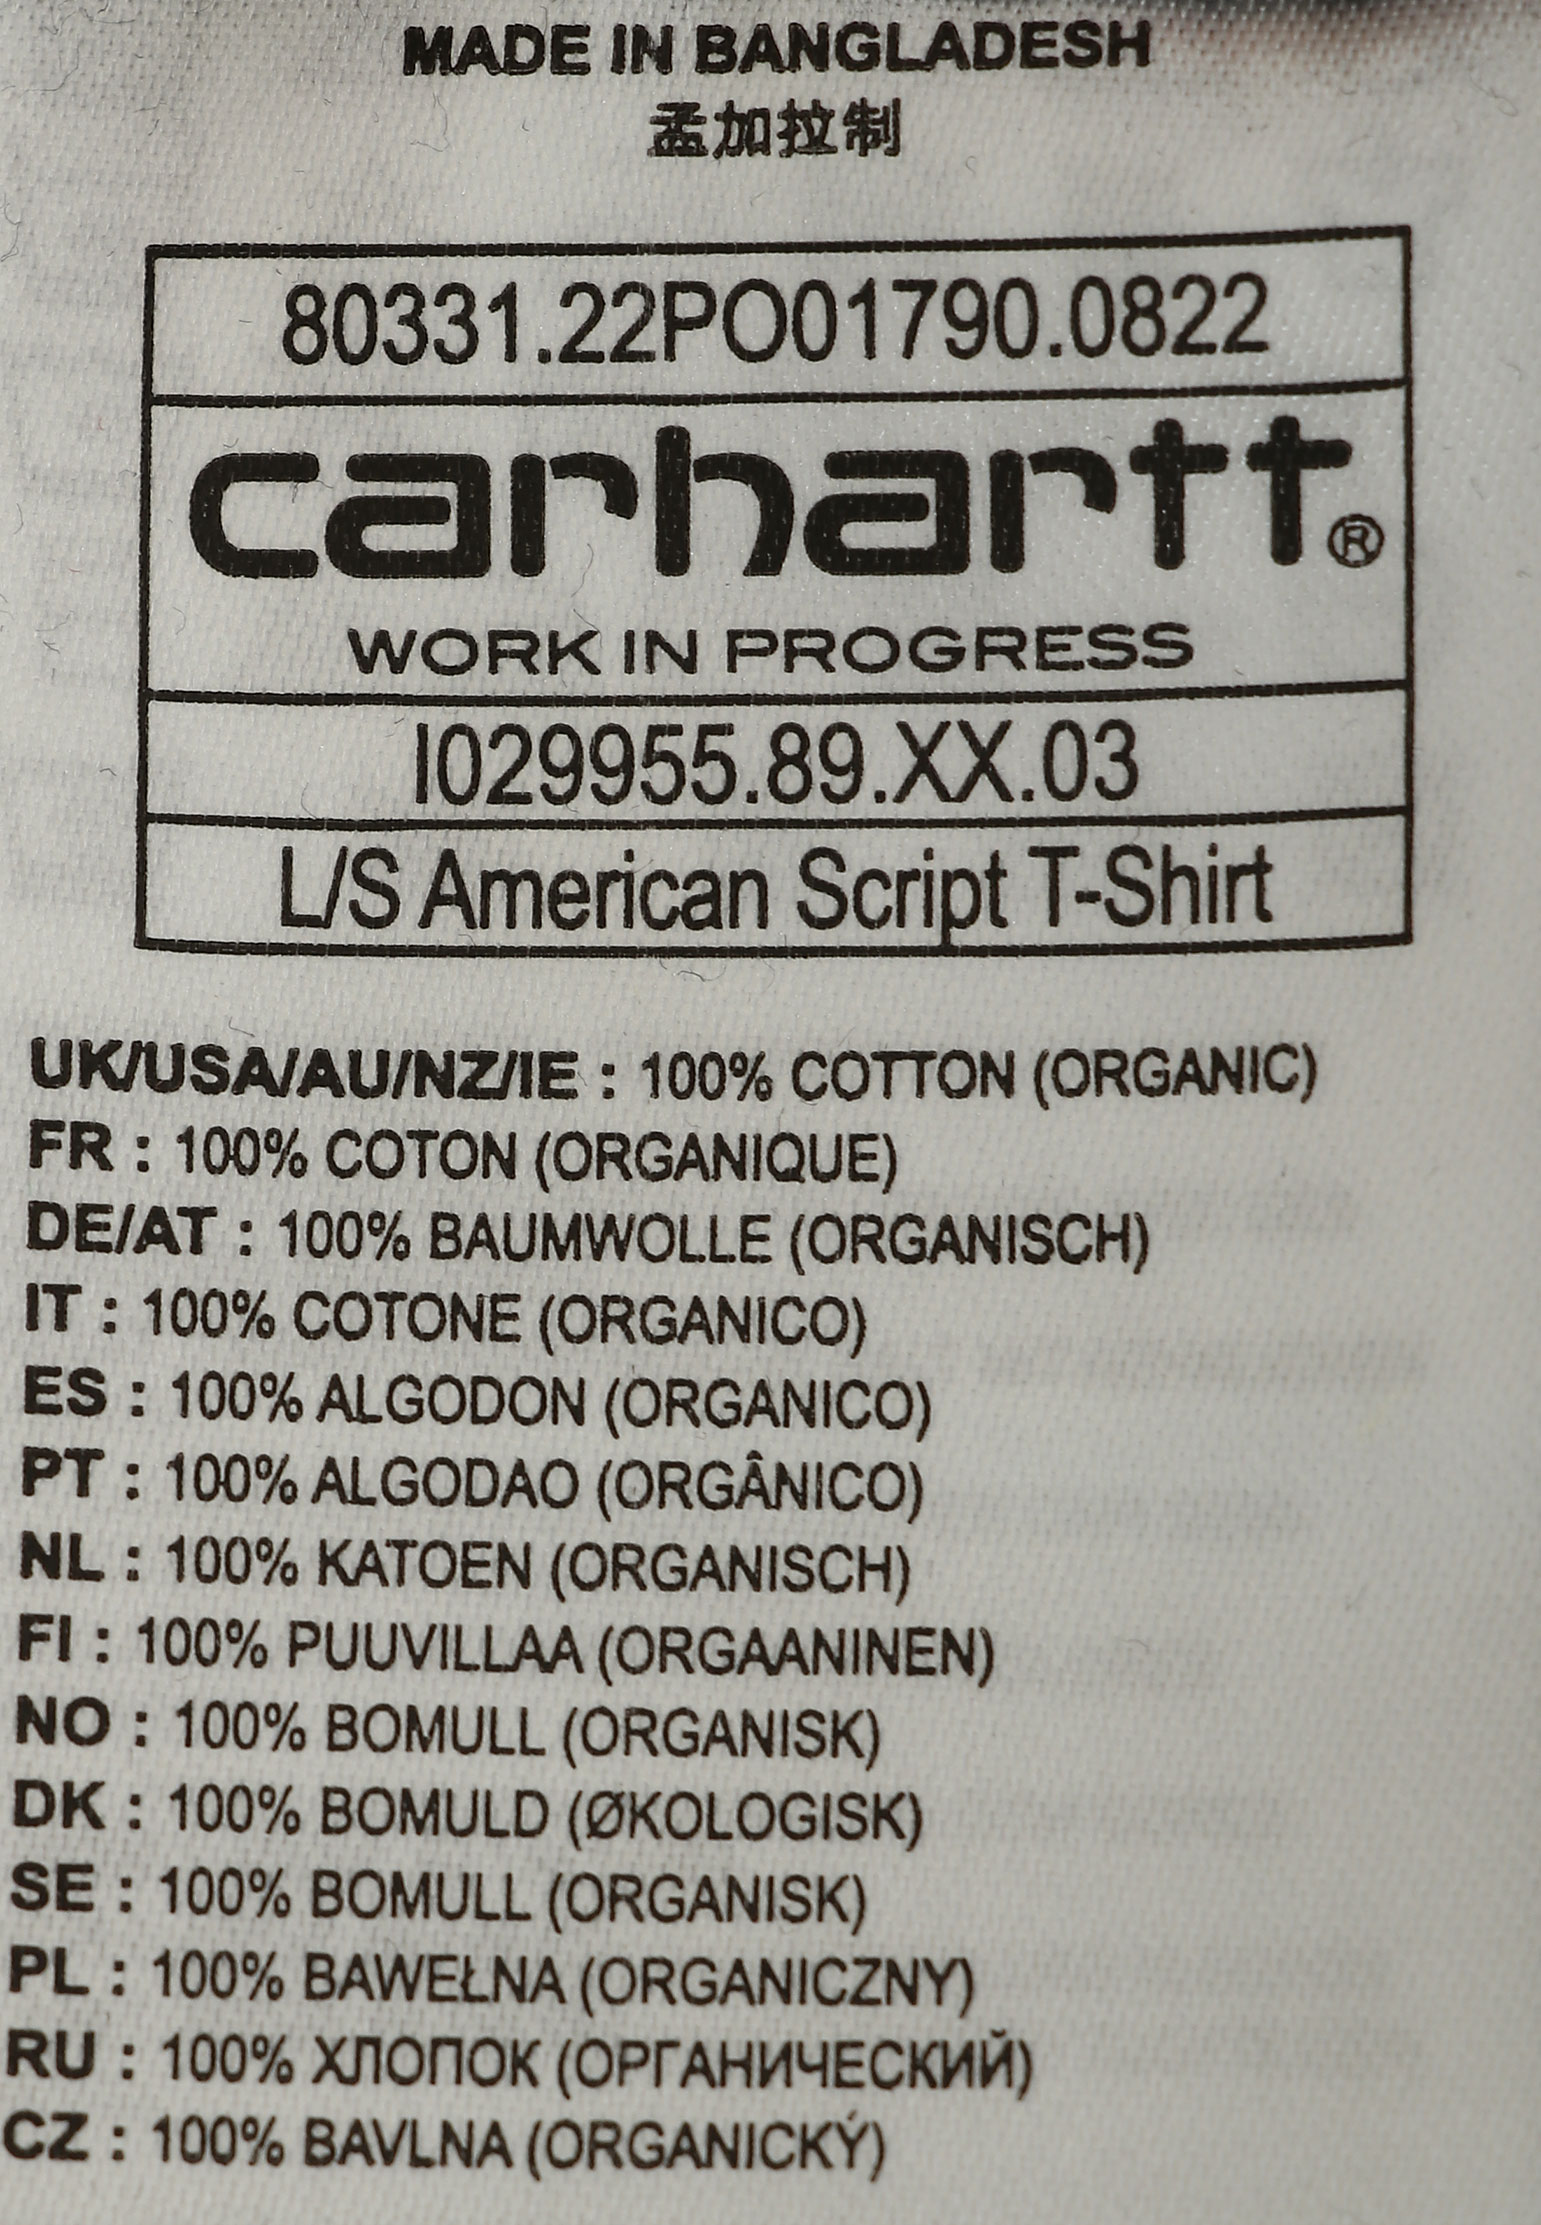 MADE IN BANGLADESH
孟加拉制
80331.22PO01790.0822
carhartt®
WORK IN PROGRESS
I029955.89.XX.03
L/S American Script T-Shirt
UK/USA/AU/NZ/IE : 100% COTTON (ORGANIC)
FR : 100% COTON (ORGANIQUE)
DE/AT : 100% BAUMWOLLE (ORGANISCH)
IT : 100% COTONE (ORGANICO)
ES : 100% ALGODON (ORGANICO)
PT : 100% ALGODAO (ORGÂNICO)
NL : 100% KATOEN (ORGANISCH)
FI : 100% PUUVILLAA (ORGAANINEN)
NO : 100% BOMULL (ORGANISK)
DK : 100% BOMULD (ØKOLOGISK)
SE : 100% BOMULL (ORGANISK)
PL : 100% BAWEŁNA (ORGANICZNY)
RU : 100% ХЛОПОК (ОРГАНИЧЕСКИЙ)
CZ : 100% BAVLNA (ORGANICKÝ)